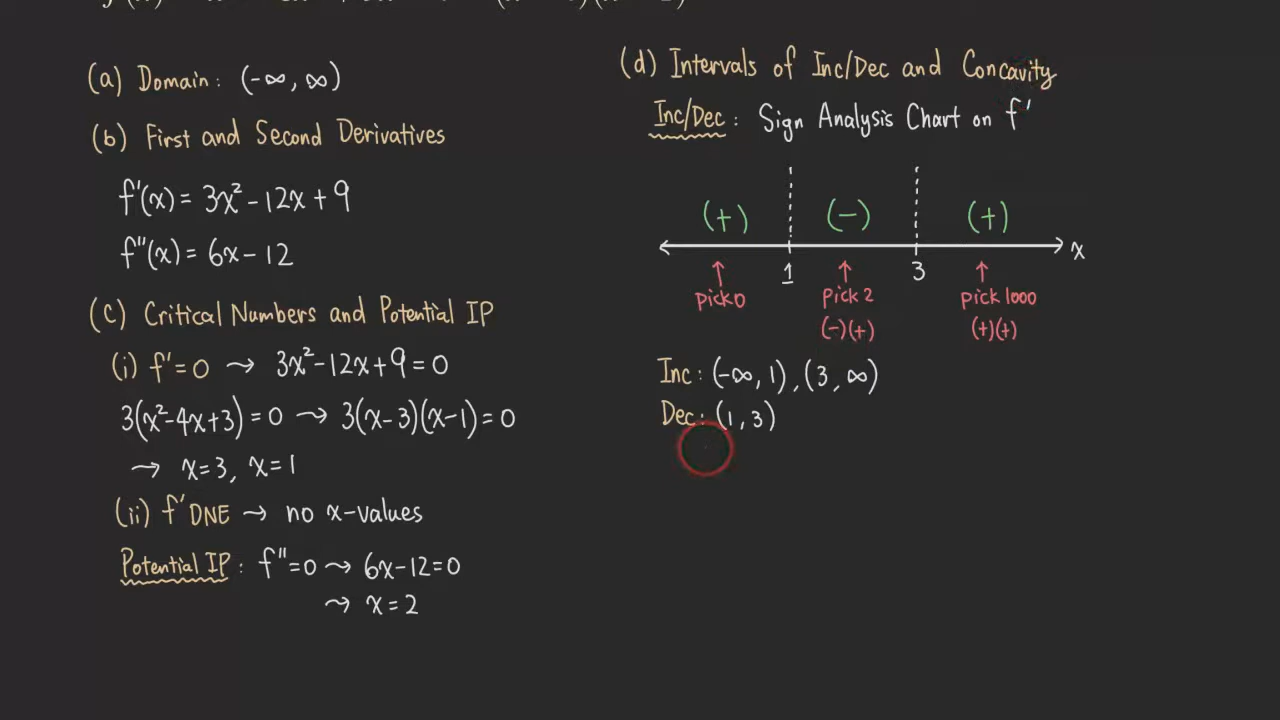 (a) Domain: (-∞, ∞)
(b) First and Second Derivatives
f'(x) = 3x² - 12x + 9
f''(x) = 6x - 12
(C) Critical Numbers and Potential IP
(i) f' = 0 → 3x² - 12x + 9 = 0
3(x² - 4x + 3) = 0 → 3(x - 3)(x - 1) = 0
→ x = 3, x = 1
(ii) f' DNE → no x-values
Potential IP: f'' = 0 → 6x - 12 = 0
→ x = 2
(d) Intervals of Inc/Dec and Concavity
Inc/Dec: Sign Analysis Chart on f'
(+) (-) (+)
1 3 x
pick 0 pick 2 pick 1000
(-)(+) (+)(+)
Inc: (-∞, 1), (3, ∞)
Dec: (1, 3)